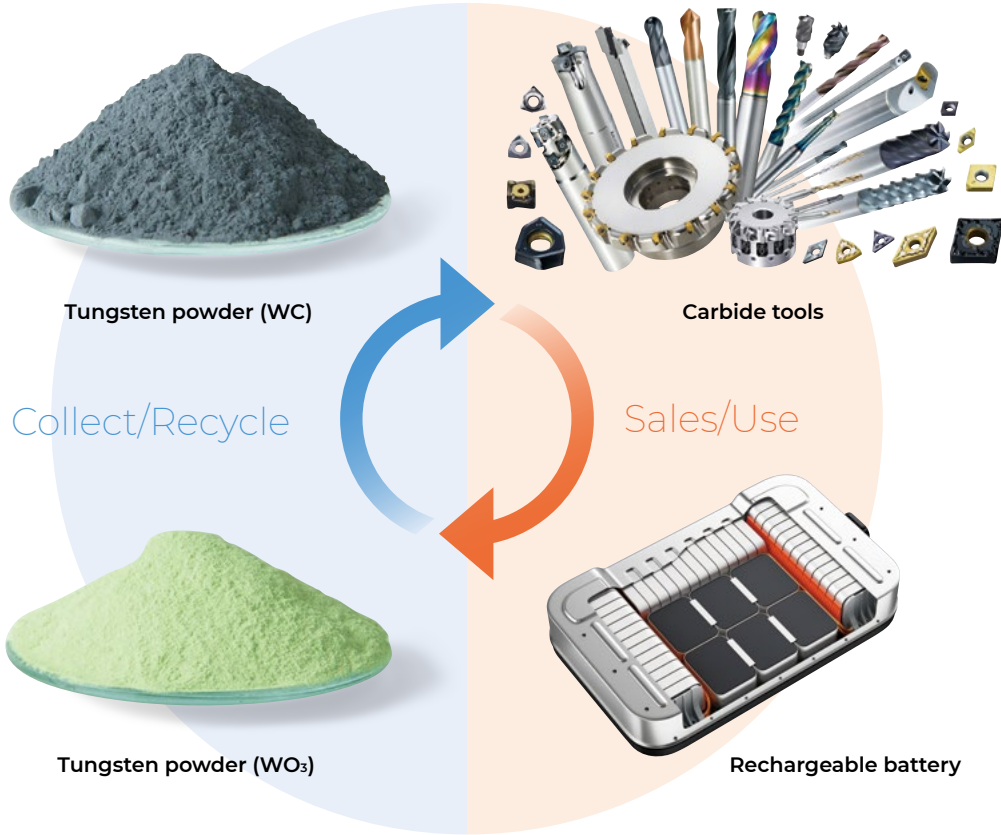 Tungsten powder (WC)
Carbide tools
Collect/Recycle
Sales/Use
Tungsten powder (WO₃)
Rechargeable battery